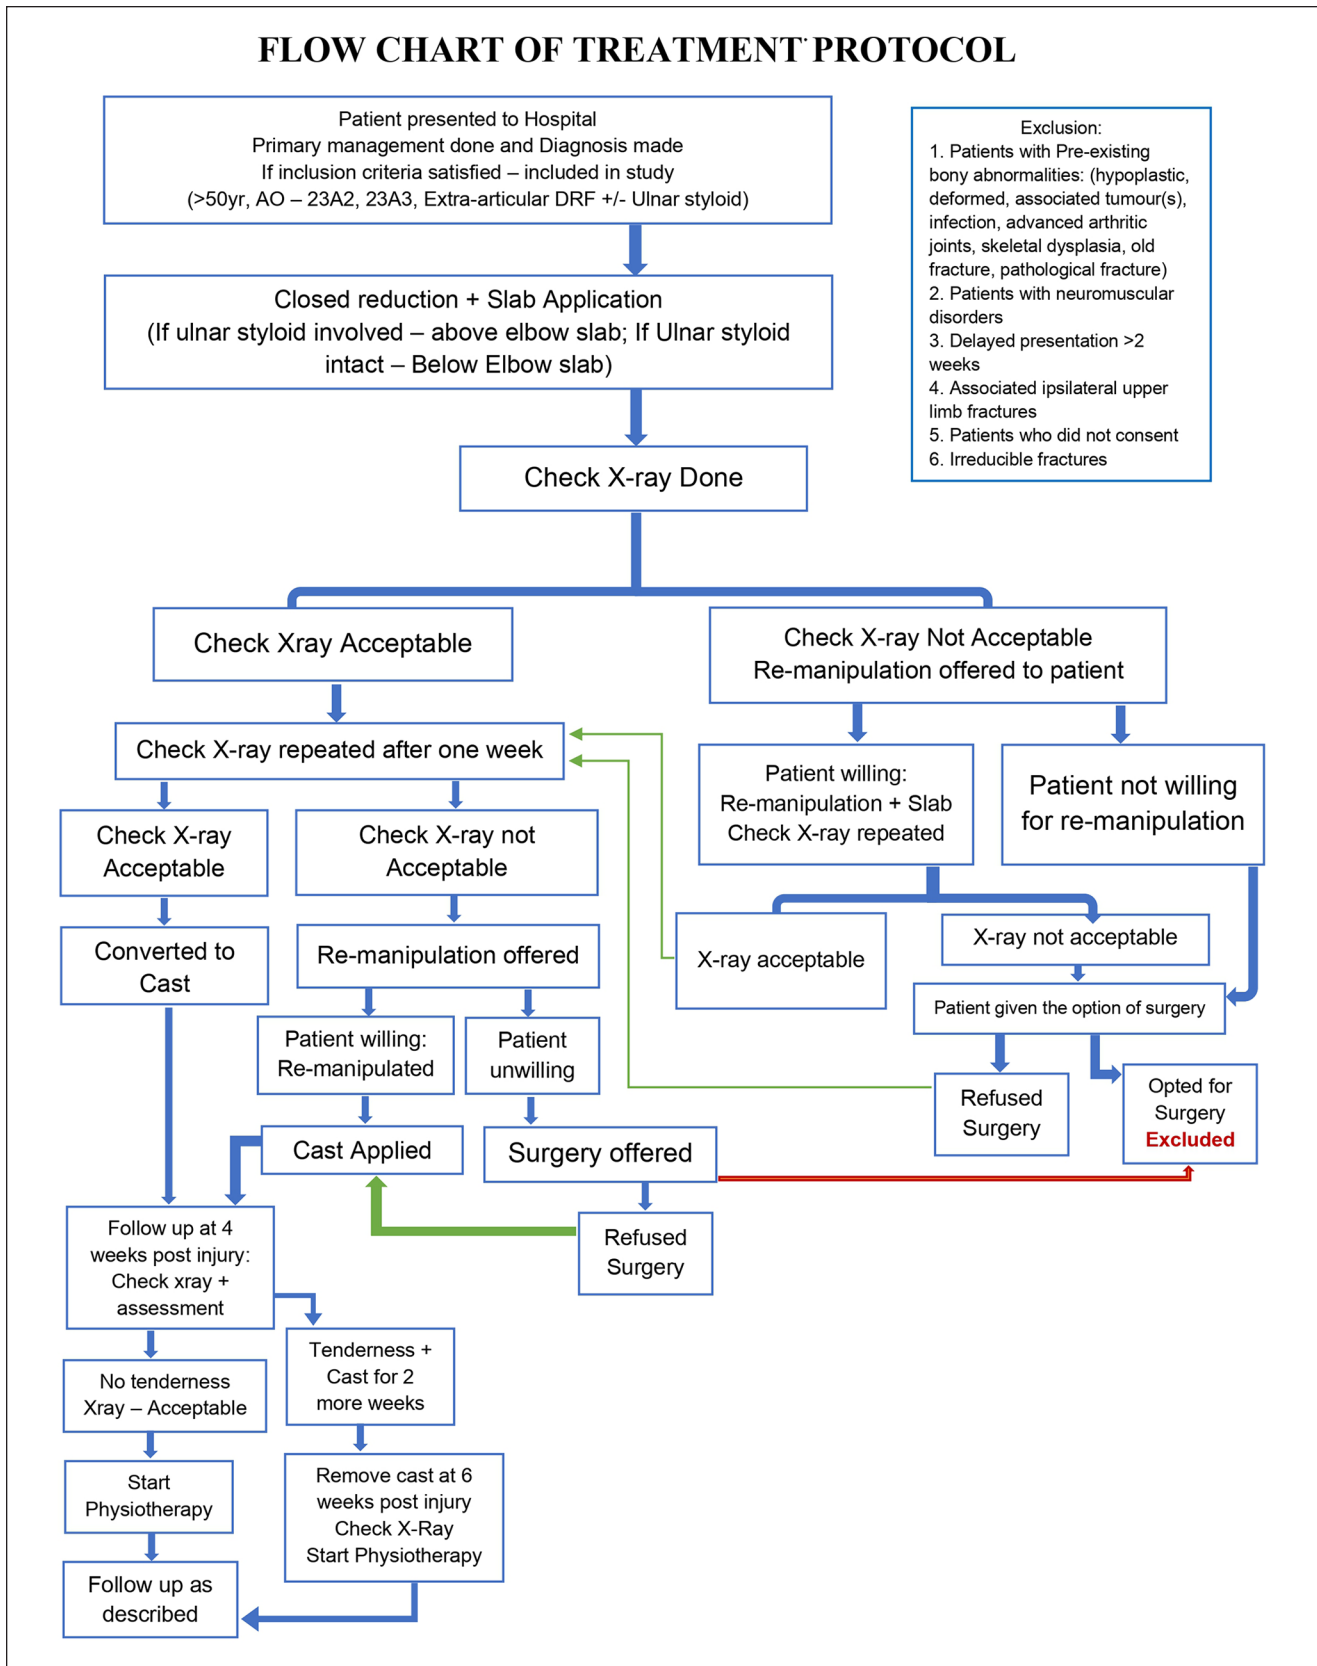 FLOW CHART OF TREATMENT PROTOCOL
Patient presented to Hospital
Primary management done and Diagnosis made
If inclusion criteria satisfied – included in study
(>50yr, AO – 23A2, 23A3, Extra-articular DRF +/- Ulnar styloid)
Exclusion:
1. Patients with Pre-existing
bony abnormalities: (hypoplastic,
deformed, associated tumour(s),
infection, advanced arthritic
joints, skeletal dysplasia, old
fracture, pathological fracture)
2. Patients with neuromuscular
disorders
3. Delayed presentation >2
weeks
4. Associated ipsilateral upper
limb fractures
5. Patients who did not consent
6. Irreducible fractures
Closed reduction + Slab Application
(If ulnar styloid involved – above elbow slab; If Ulnar styloid
intact – Below Elbow slab)
Check X-ray Done
Check Xray Acceptable
Check X-ray Not Acceptable
Re-manipulation offered to patient
Check X-ray repeated after one week
Patient willing:
Re-manipulation + Slab
Check X-ray repeated
Patient not willing
for re-manipulation
Check X-ray
Acceptable
Check X-ray not
Acceptable
Converted to
Cast
Re-manipulation offered
X-ray acceptable
X-ray not acceptable
Patient given the option of surgery
Patient willing:
Re-manipulated
Patient
unwilling
Refused
Surgery
Opted for
Surgery
Excluded
Cast Applied
Surgery offered
Refused
Surgery
Follow up at 4
weeks post injury:
Check xray +
assessment
Tenderness +
Cast for 2
more weeks
No tenderness
Xray – Acceptable
Start
Physiotherapy
Remove cast at 6
weeks post injury
Check X-Ray
Start Physiotherapy
Follow up as
described